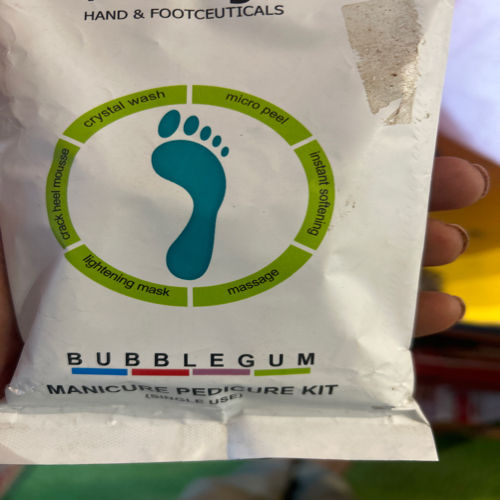 HAND & FOOTCEUTICALS
crystal wash
micro peel
instant softening
massage
lightening mask
crack heel mousse
BUBBLEGUM
MANICURE PEDICURE KIT
(SINGLE USE)